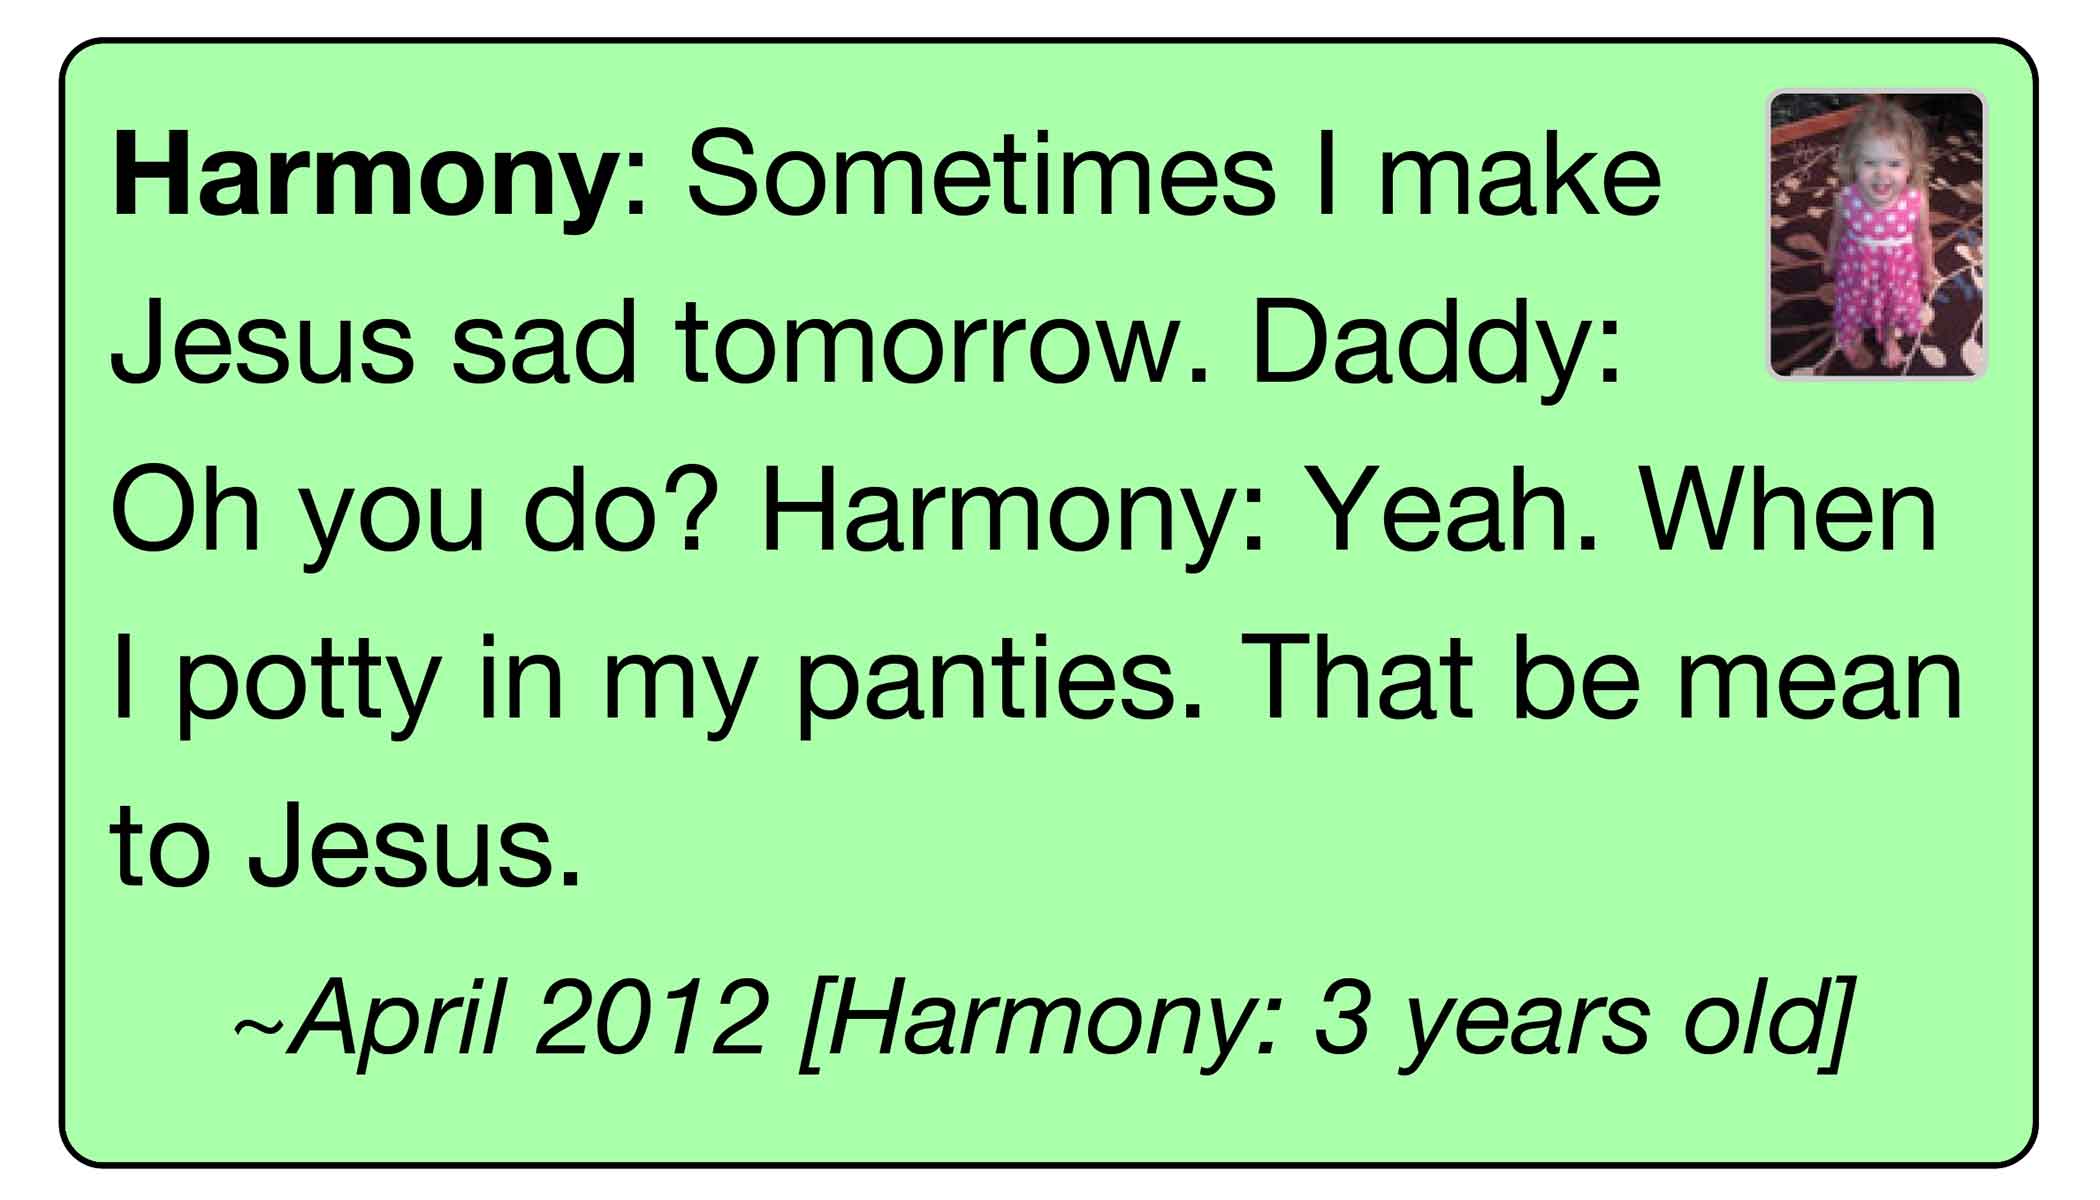 Harmony: Sometimes I make
Jesus sad tomorrow. Daddy:
Oh you do? Harmony: Yeah. When
I potty in my panties. That be mean
to Jesus.
~April 2012 [Harmony: 3 years old]